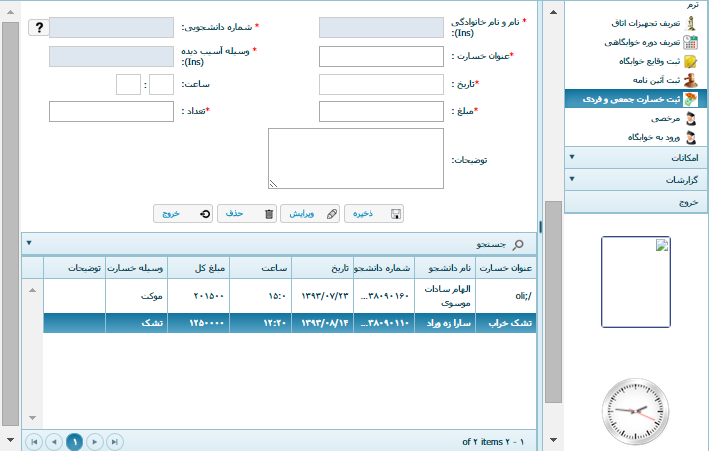 ترم
تعریف تجهیزات اتاق
تعریف دوره خوابگاهی
ثبت وقایع خوابگاه
ثبت آئین نامه
ثبت خسارت جمعی و فردی
مرخصی
ورود به خوابگاه
امکانات
گزارشات
خروج
* نام و نام خانوادگی (Ins):
* شماره دانشجویی:
?
*عنوان خسارت :
* وسیله آسیب دیده (Ins):
*تاریخ :
ساعت:
:
*مبلغ :
*تعداد :
توضیحات:
ذخیره
ویرایش
حذف
خروج
جستجو
عنوان خسارت نام دانشجو شماره دانشجو تاریخ ساعت مبلغ کل وسیله خسارت توضیحات
oli;/ الهام سادات موسوی ...۳۸۰۹۰۱۶۰ ۱۳۹۳/۰۷/۲۳ ۱۵:۰ ۲۰۱۵۰۰ موکت
تشک خراب سارا زه وراد ...۳۸۰۹۰۱۱۰ ۱۳۹۳/۰۸/۱۴ ۱۲:۲۰ ۱۲۵۰۰۰۰ تشک
۱
۱ - ۲ of ۲ items